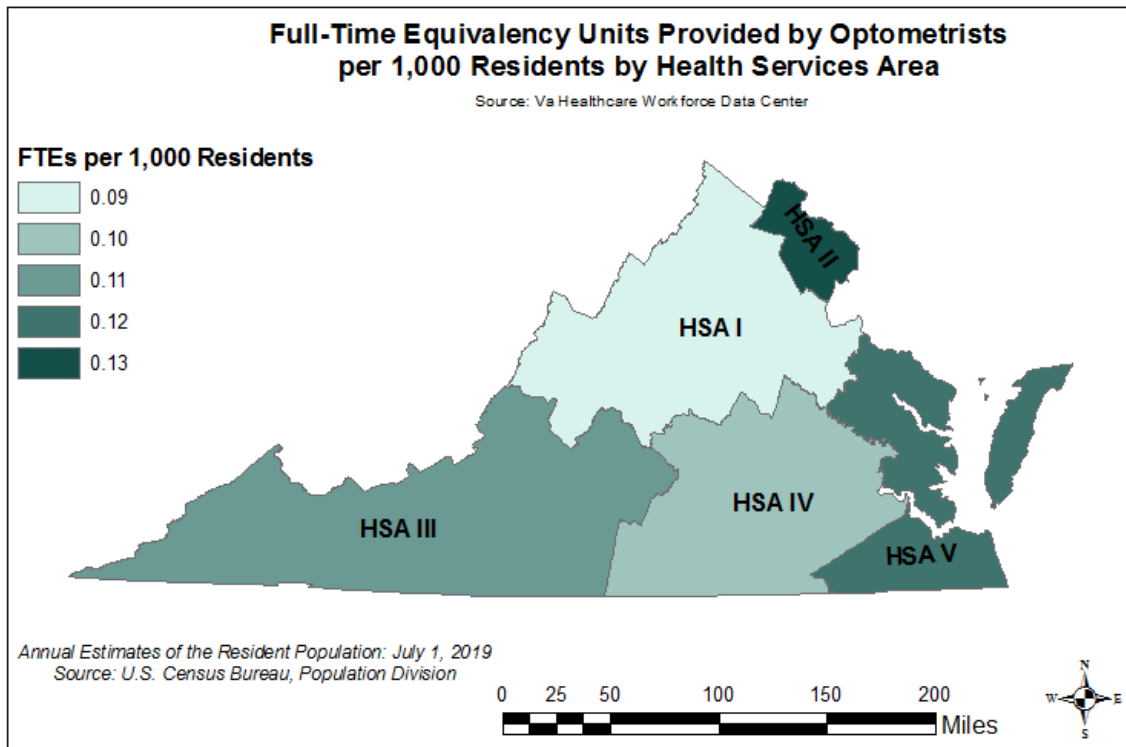 Full-Time Equivalency Units Provided by Optometrists
per 1,000 Residents by Health Services Area
Source: Va Healthcare Workforce Data Center
FTEs per 1,000 Residents
0.09
0.10
0.11
0.12
0.13
HSA II
HSA I
HSA IV
HSA III
HSA V
Annual Estimates of the Resident Population: July 1, 2019
Source: U.S. Census Bureau, Population Division
0 25 50 100 150 200
Miles
N
W E
S